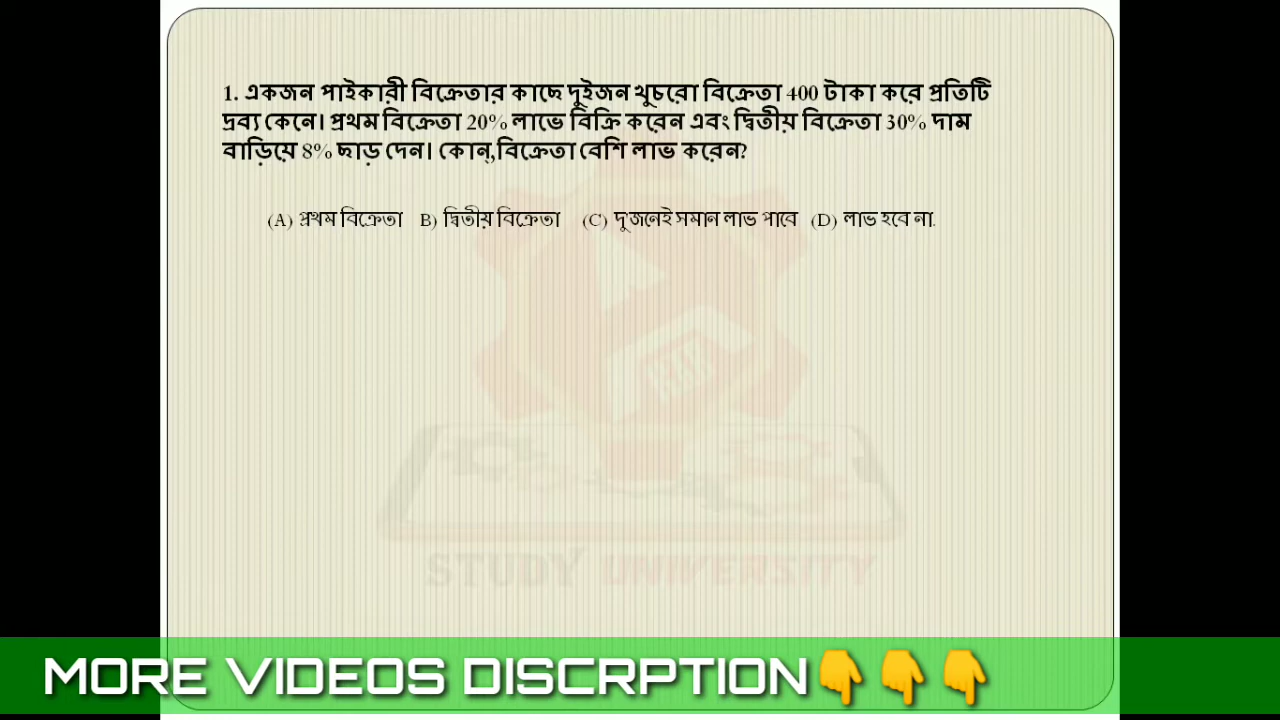 1. একজন পাইকারী বিক্রেতার কাছে দুইজন খুচরো বিক্রেতা 400 টাকা করে প্রতিটি
দ্রব্য কেনে। প্রথম বিক্রেতা 20% লাভে বিক্রি করেন এবং দ্বিতীয় বিক্রেতা 30% দাম
বাড়িয়ে 8% ছাড় দেন। কোন্,বিক্রেতা বেশি লাভ করেন?
(A) প্রথম বিক্রেতা B) দ্বিতীয় বিক্রেতা (C) দু'জনেই সমান লাভ পাবে (D) লাভ হবে না.
STUDY UNIVERSITY
MORE VIDEOS DISCRPTION👇👇👇